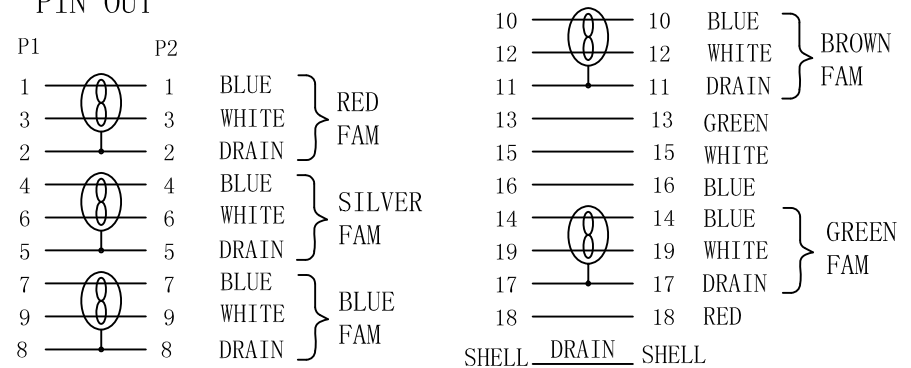 PIN OUT
P1 P2
1 1 BLUE
3 3 WHITE
2 2 DRAIN
RED
FAM
4 4 BLUE
6 6 WHITE
5 5 DRAIN
SILVER
FAM
7 7 BLUE
9 9 WHITE
8 8 DRAIN
BLUE
FAM
10 10 BLUE
12 12 WHITE
11 11 DRAIN
BROWN
FAM
13 13 GREEN
15 15 WHITE
16 16 BLUE
14 14 BLUE
19 19 WHITE
17 17 DRAIN
GREEN
FAM
18 18 RED
SHELL DRAIN SHELL